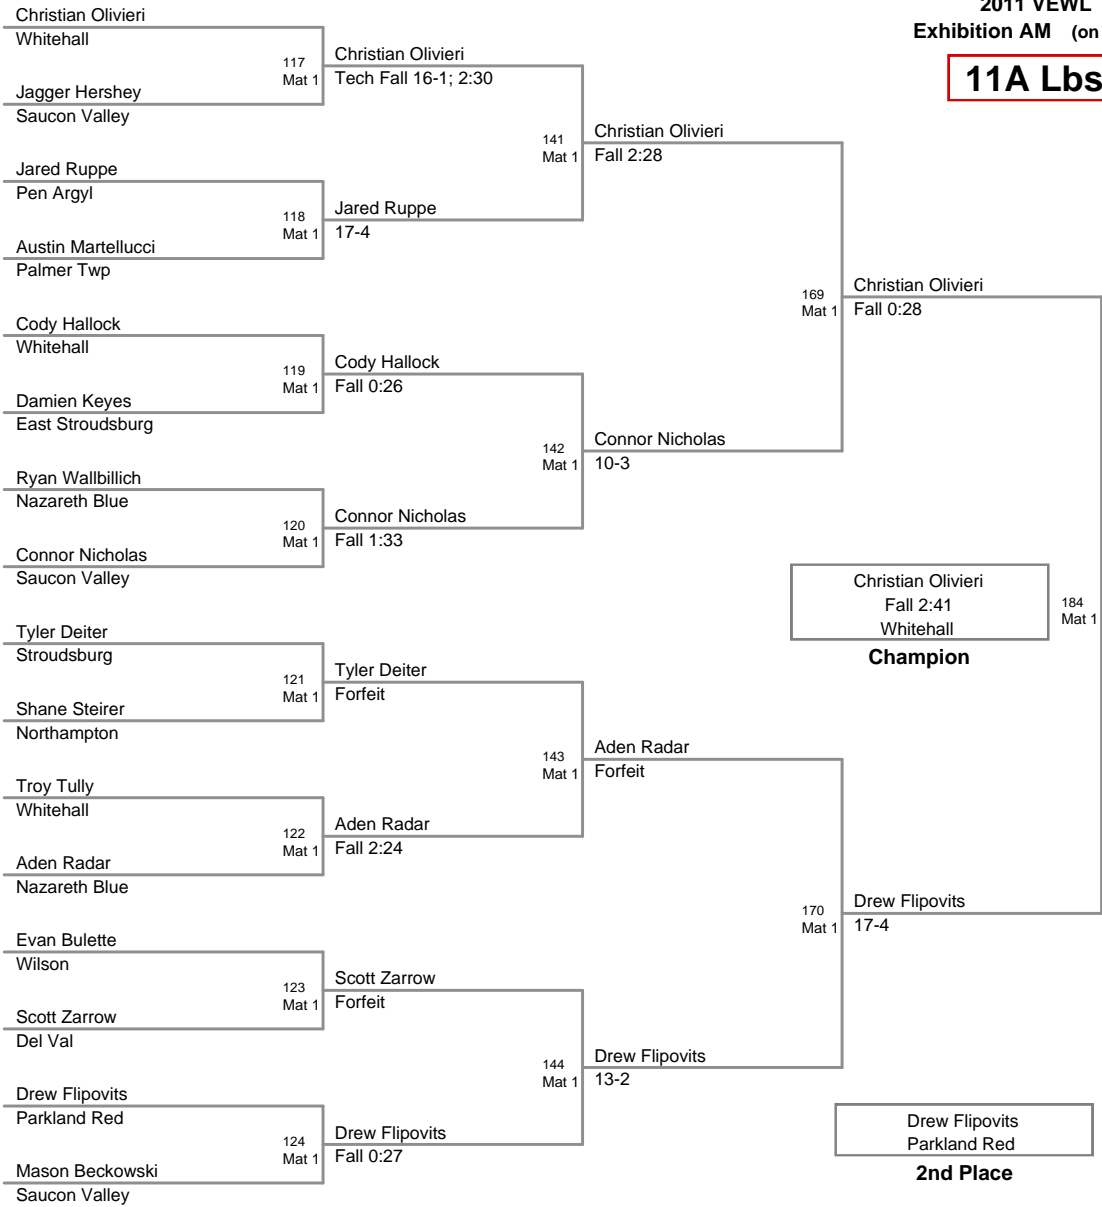 2011 VEWL
Exhibition AM (on
11A Lbs
Christian Olivieri
Whitehall
117
Mat 1
Jagger Hershey
Saucon Valley
Christian Olivieri
Tech Fall 16-1; 2:30
Jared Ruppe
Pen Argyl
118
Mat 1
Austin Martellucci
Palmer Twp
Jared Ruppe
17-4
141
Mat 1
Christian Olivieri
Fall 2:28
Cody Hallock
Whitehall
119
Mat 1
Damien Keyes
East Stroudsburg
Cody Hallock
Fall 0:26
Ryan Wallbillich
Nazareth Blue
120
Mat 1
Connor Nicholas
Saucon Valley
Connor Nicholas
Fall 1:33
142
Mat 1
Connor Nicholas
10-3
169
Mat 1
Christian Olivieri
Fall 0:28
Tyler Deiter
Stroudsburg
121
Mat 1
Shane Steirer
Northampton
Tyler Deiter
Forfeit
Troy Tully
Whitehall
122
Mat 1
Aden Radar
Nazareth Blue
Aden Radar
Fall 2:24
143
Mat 1
Aden Radar
Forfeit
Evan Bulette
Wilson
123
Mat 1
Scott Zarrow
Del Val
Scott Zarrow
Forfeit
Drew Flipovits
Parkland Red
124
Mat 1
Mason Beckowski
Saucon Valley
Drew Flipovits
Fall 0:27
144
Mat 1
Drew Flipovits
13-2
170
Mat 1
Drew Flipovits
17-4
184
Mat 1
Christian Olivieri
Fall 2:41
Whitehall
Champion
Drew Flipovits
Parkland Red
2nd Place